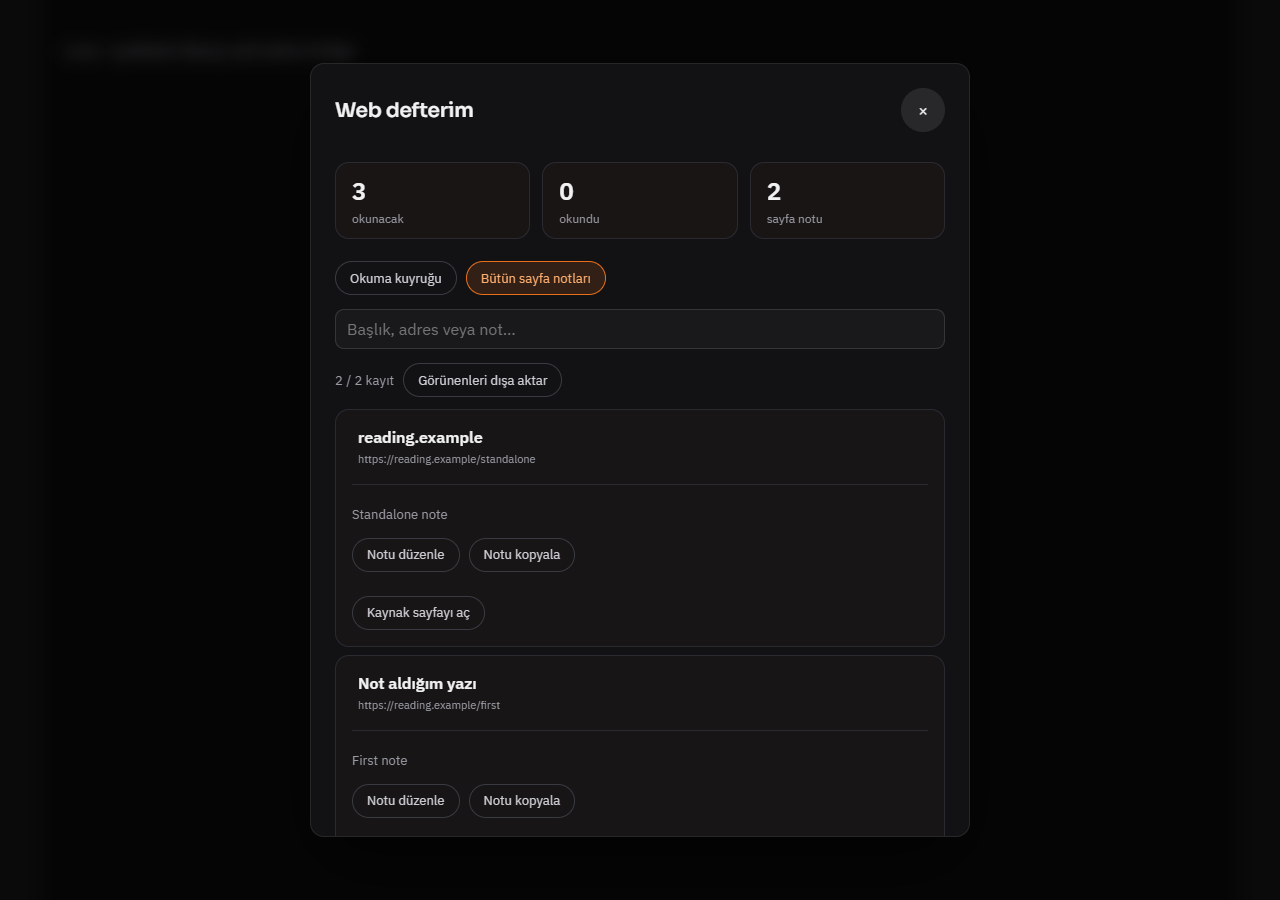 Web defterim
×
3
okunacak
0
okundu
2
sayfa notu
Okuma kuyruğu
Bütün sayfa notları
Başlık, adres veya not...
2 / 2 kayıt
Görünenleri dışa aktar
reading.example
https://reading.example/standalone
Standalone note
Notu düzenle
Notu kopyala
Kaynak sayfayı aç
Not aldığım yazı
https://reading.example/first
First note
Notu düzenle
Notu kopyala